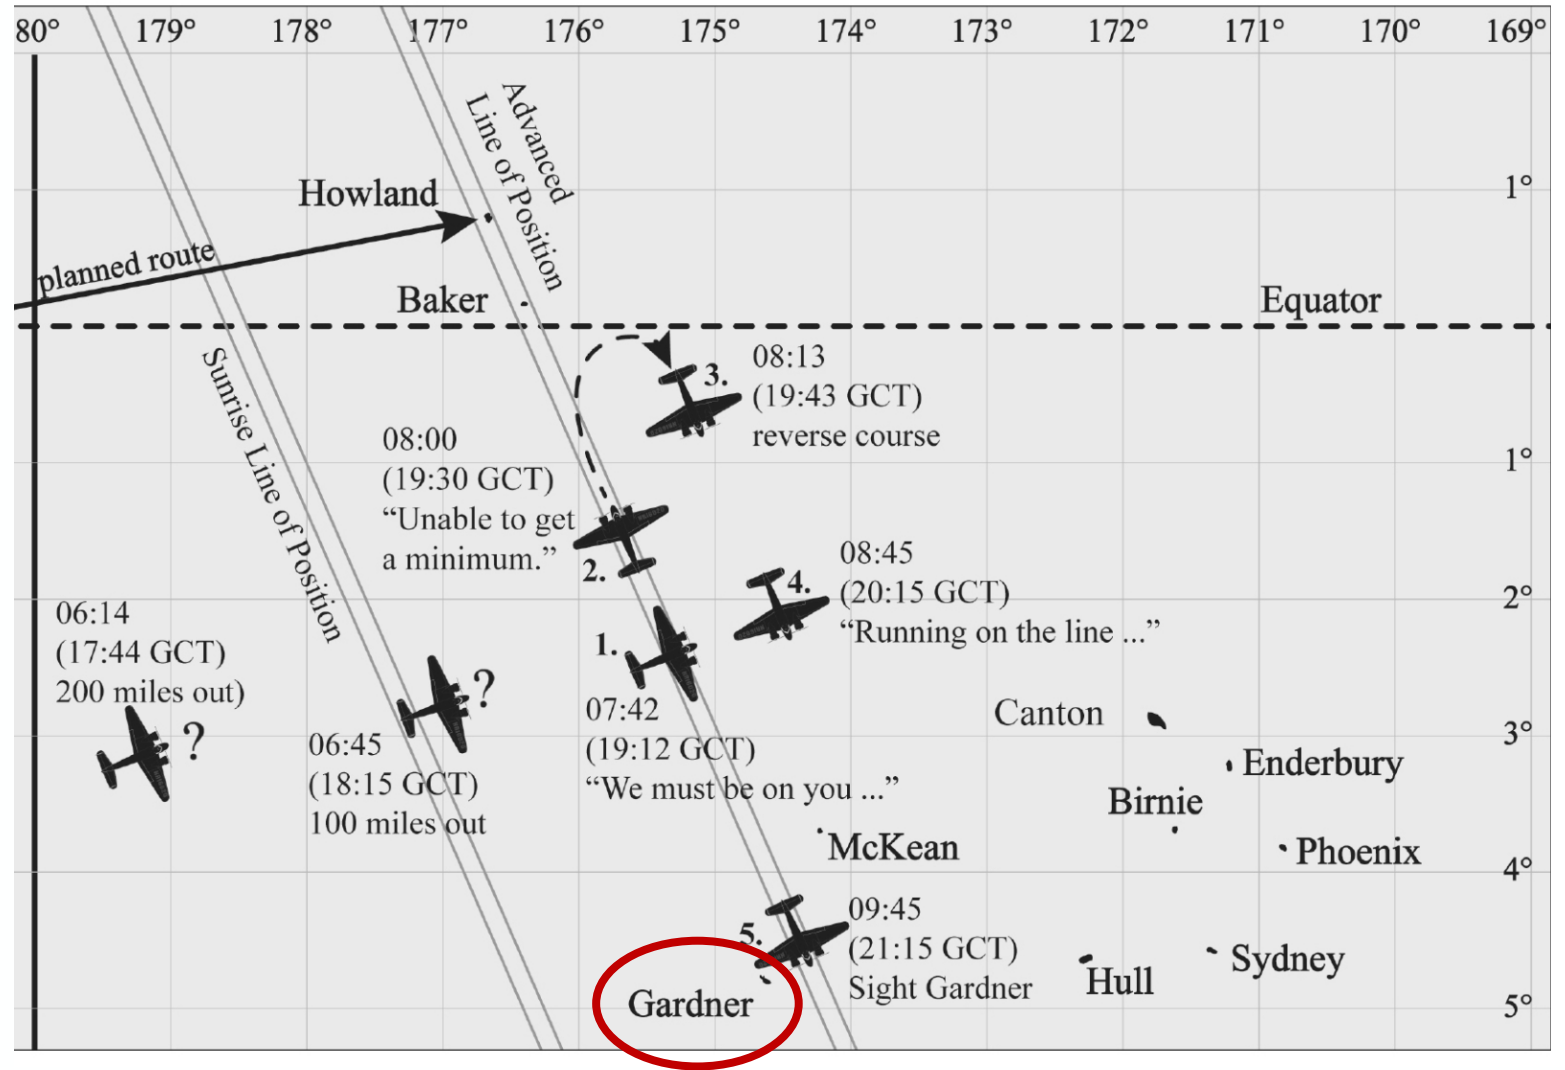 80° 179° 178° 177° 176° 175° 174° 173° 172° 171° 170° 169°
Advanced
Line of Position
1°
Howland
planned route
Baker
Equator
Sunrise Line of Position
3.
08:13
(19:43 GCT)
reverse course
08:00
(19:30 GCT)
“Unable to get
a minimum.”
2.
1°
4.
08:45
(20:15 GCT)
“Running on the line ...”
2°
06:14
(17:44 GCT)
200 miles out)
?
?
06:45
(18:15 GCT)
100 miles out
1.
07:42
(19:12 GCT)
“We must be on you ...”
Canton
3°
Enderbury
Birnie
McKean
Phoenix
4°
5.
09:45
(21:15 GCT)
Sight Gardner
Gardner
Hull
Sydney
5°